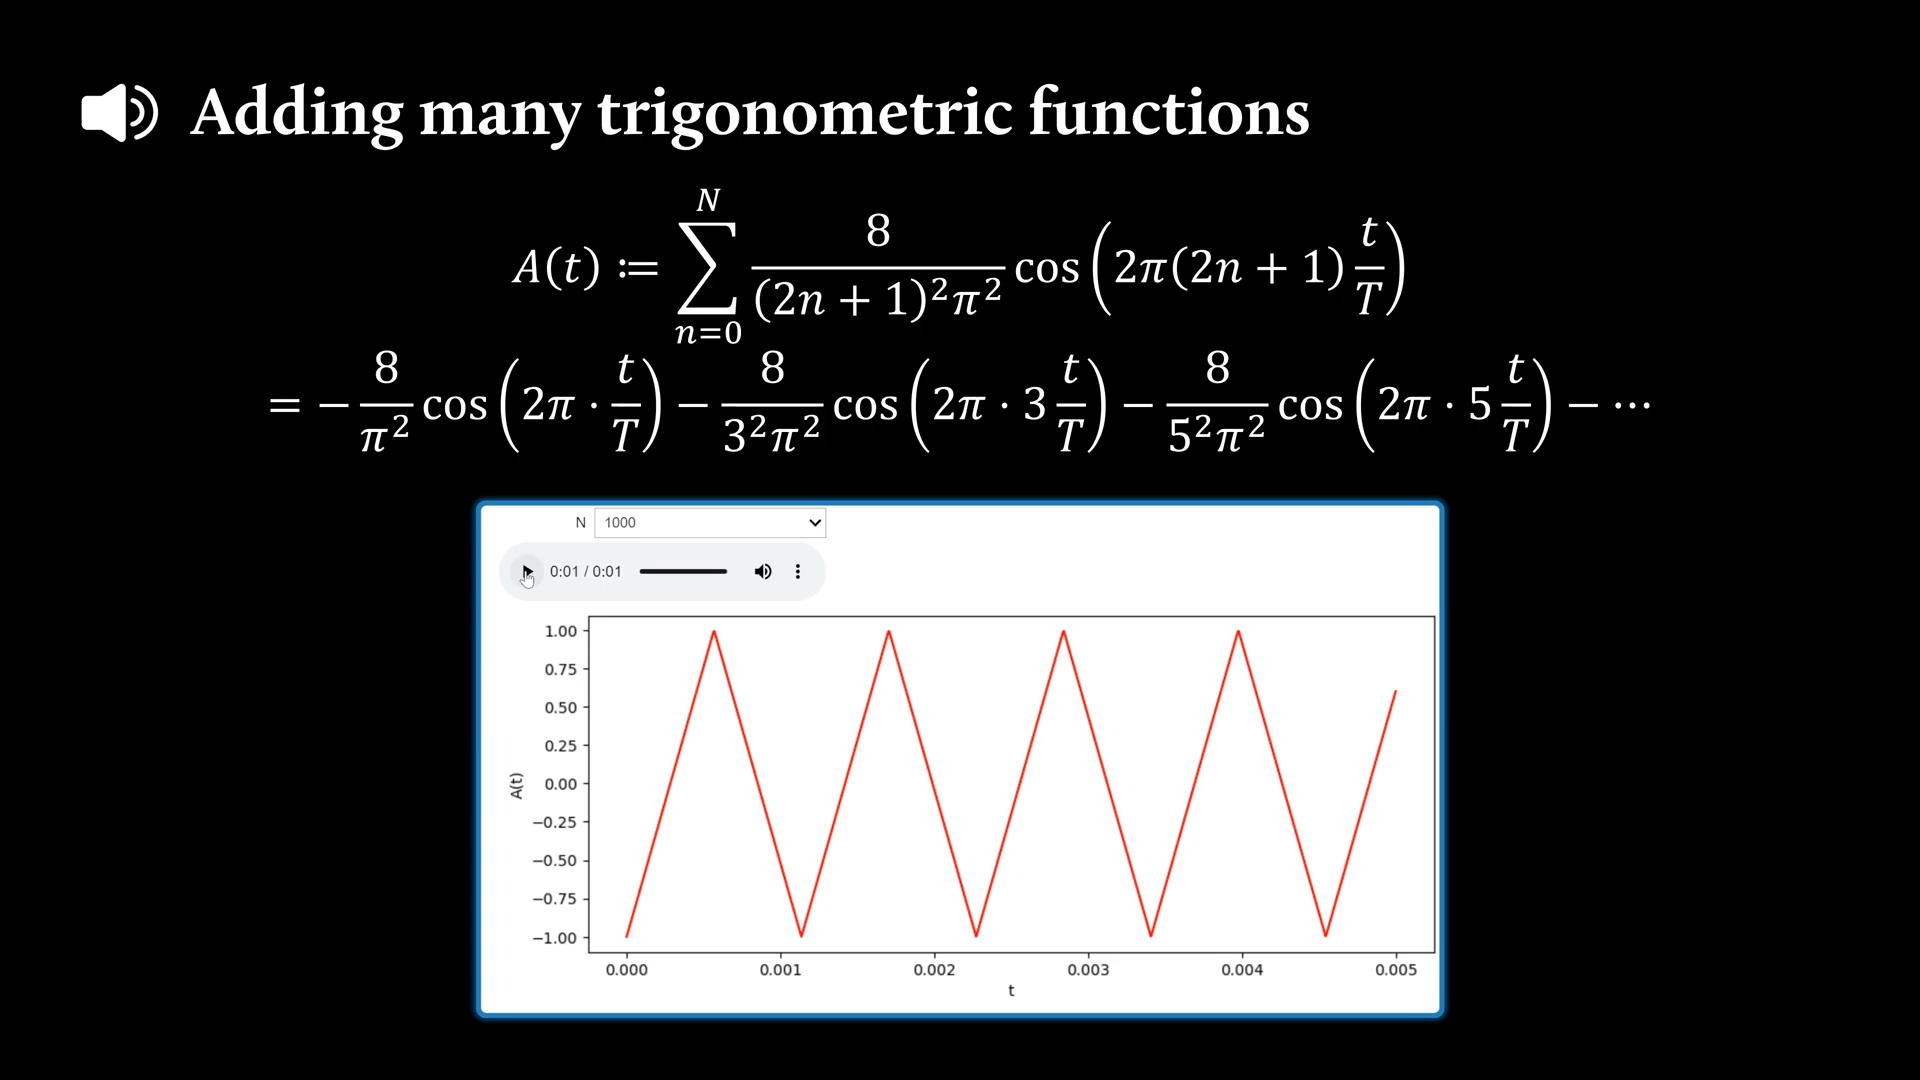 Adding many trigonometric functions
A(t) ≔ ∑_{n=0}^{N} 8/((2n + 1)²π²) cos(2π(2n + 1) t/T)
= − 8/π² cos(2π · t/T) − 8/(3²π²) cos(2π · 3 t/T) − 8/(5²π²) cos(2π · 5 t/T) − ⋯
N 1000
0:01 / 0:01
1.00
0.75
0.50
0.25
0.00
−0.25
−0.50
−0.75
−1.00
A(t)
0.000 0.001 0.002 0.003 0.004 0.005
t